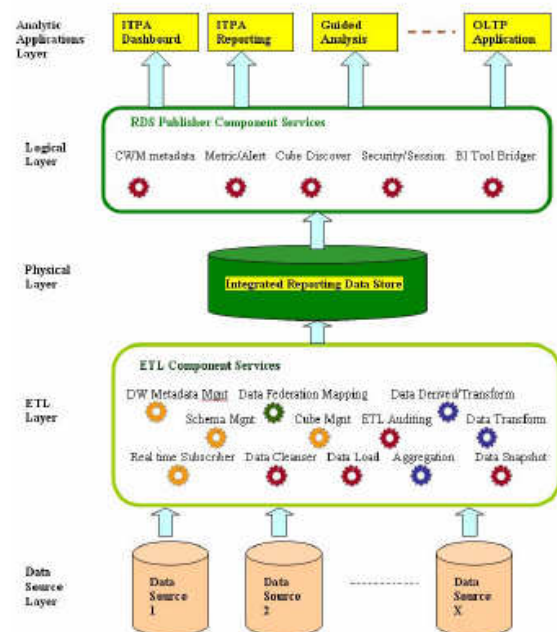 Analytic
Applications
Layer
ITPA
Dashboard
ITPA
Reporting
Guided
Analysis
OLTP
Application
RDS Publisher Component Services
Logical
Layer
CWM metadata Metric/Alert Cube Discover Security/Session BI Tool Bridger
Physical
Layer
Integrated Reporting Data Store
ETL Component Services
ETL
Layer
DW Metadata Mgnt Data Federation Mapping Data Derived/Transform
Schema Mgnt Cube Mgnt ETL Auditing Data Transform
Real time Subscriber Data Cleanser Data Load Aggregation Data Snapshot
Data
Source
Layer
Data
Source
1
Data
Source
2
Data
Source
X